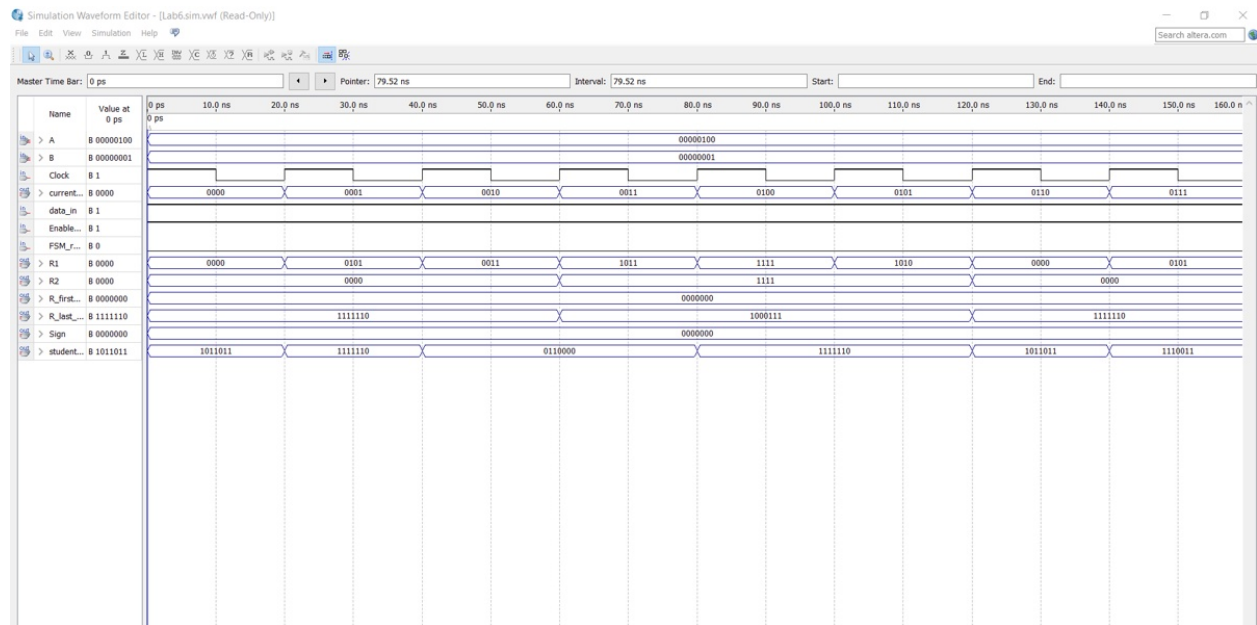 Simulation Waveform Editor - [Lab6.sim.vwf (Read-Only)]
File Edit View Simulation Help
Search altera.com
Master Time Bar: 0 ps Pointer: 79.52 ns Interval: 79.52 ns Start: End:
Name Value at 0 ps
0 ps 10.0 ns 20.0 ns 30.0 ns 40.0 ns 50.0 ns 60.0 ns 70.0 ns 80.0 ns 90.0 ns 100.0 ns 110.0 ns 120.0 ns 130.0 ns 140.0 ns 150.0 ns 160.0 n
0 ps
> A B 00000100 00000100
> B B 00000001 00000001
Clock B 1
> current... B 0000 0000 0001 0010 0011 0100 0101 0110 0111
data_in B 1
Enable... B 1
FSM_r... B 0
> R1 B 0000 0000 0101 0011 1011 1111 1010 0000 0101
> R2 B 0000 0000 1111 0000
> R_first... B 0000000 0000000
> R_last_... B 1111110 1111110 1000111 1111110
> Sign B 0000000 0000000
> student... B 1011011 1011011 1111110 0110000 1111110 1011011 1110011